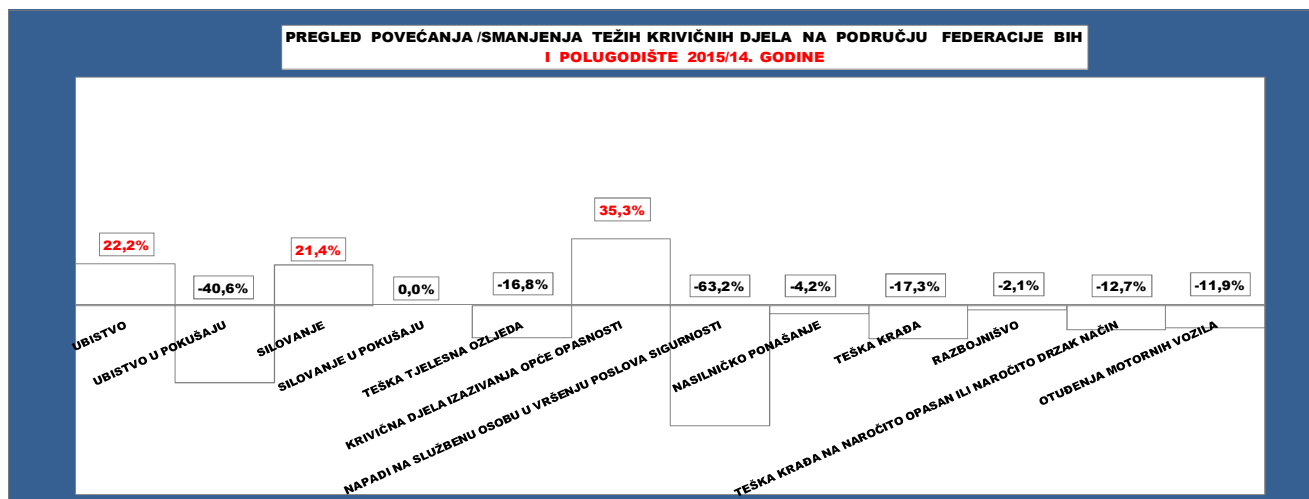 PREGLED POVEĆANJA /SMANJENJA TEŽIH KRIVIČNIH DJELA NA PODRUČJU FEDERACIJE BIH
I POLUGODIŠTE 2015/14. GODINE
22,2%
-40,6%
21,4%
0,0%
-16,8%
35,3%
-63,2%
-4,2%
-17,3%
-2,1%
-12,7%
-11,9%
UBISTVO
UBISTVO U POKUŠAJU
SILOVANJE
SILOVANJE U POKUŠAJU
TEŠKA TJELESNA OZLJEDA
KRIVIČNA DJELA IZAZIVANJA OPĆE OPASNOSTI
NAPADI NA SLUŽBENU OSOBU U VRŠENJU POSLOVA SIGURNOSTI
NASILNIČKO PONAŠANJE
TEŠKA KRAĐA
RAZBOJNIŠVO
TEŠKA KRAĐA NA NAROČITO OPASAN ILI NAROČITO DRZAK NAČIN
OTUĐENJA MOTORNIH VOZILA